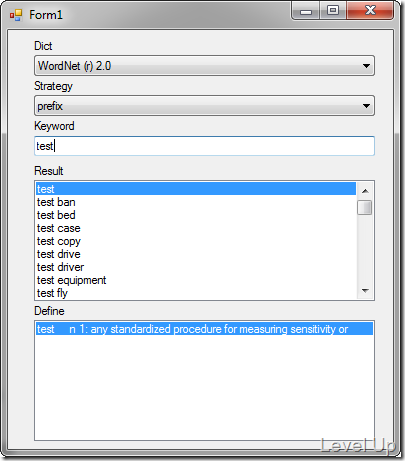 Form1
Dict
WordNet (r) 2.0
Strategy
prefix
Keyword
test
Result
test
test ban
test bed
test case
test copy
test drive
test driver
test equipment
test fly
Define
test n 1: any standardized procedure for measuring sensitivity or
Level Up